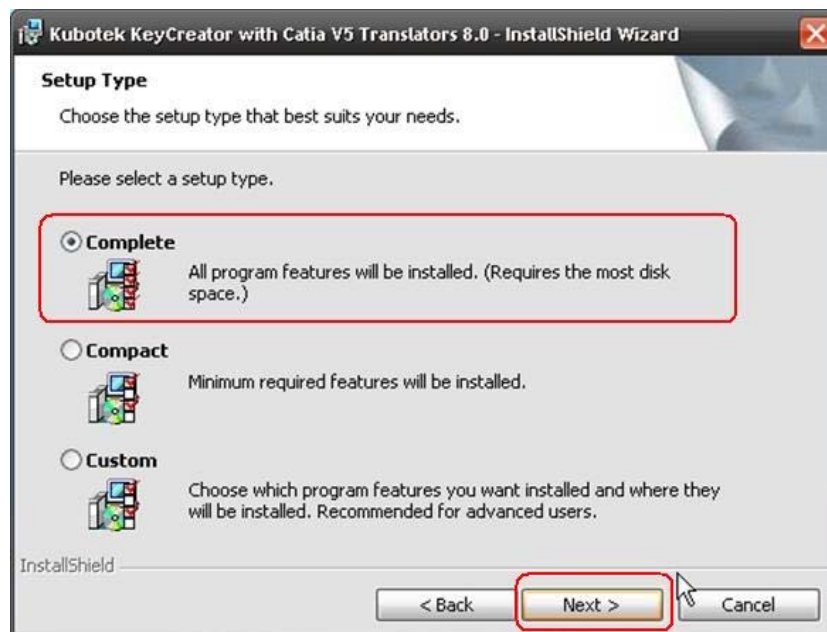 Kubotek KeyCreator with Catia V5 Translators 8.0 - InstallShield Wizard
Setup Type
Choose the setup type that best suits your needs.
Please select a setup type.
Complete
All program features will be installed. (Requires the most disk
space.)
Compact
Minimum required features will be installed.
Custom
Choose which program features you want installed and where they
will be installed. Recommended for advanced users.
InstallShield
< Back
Next >
Cancel